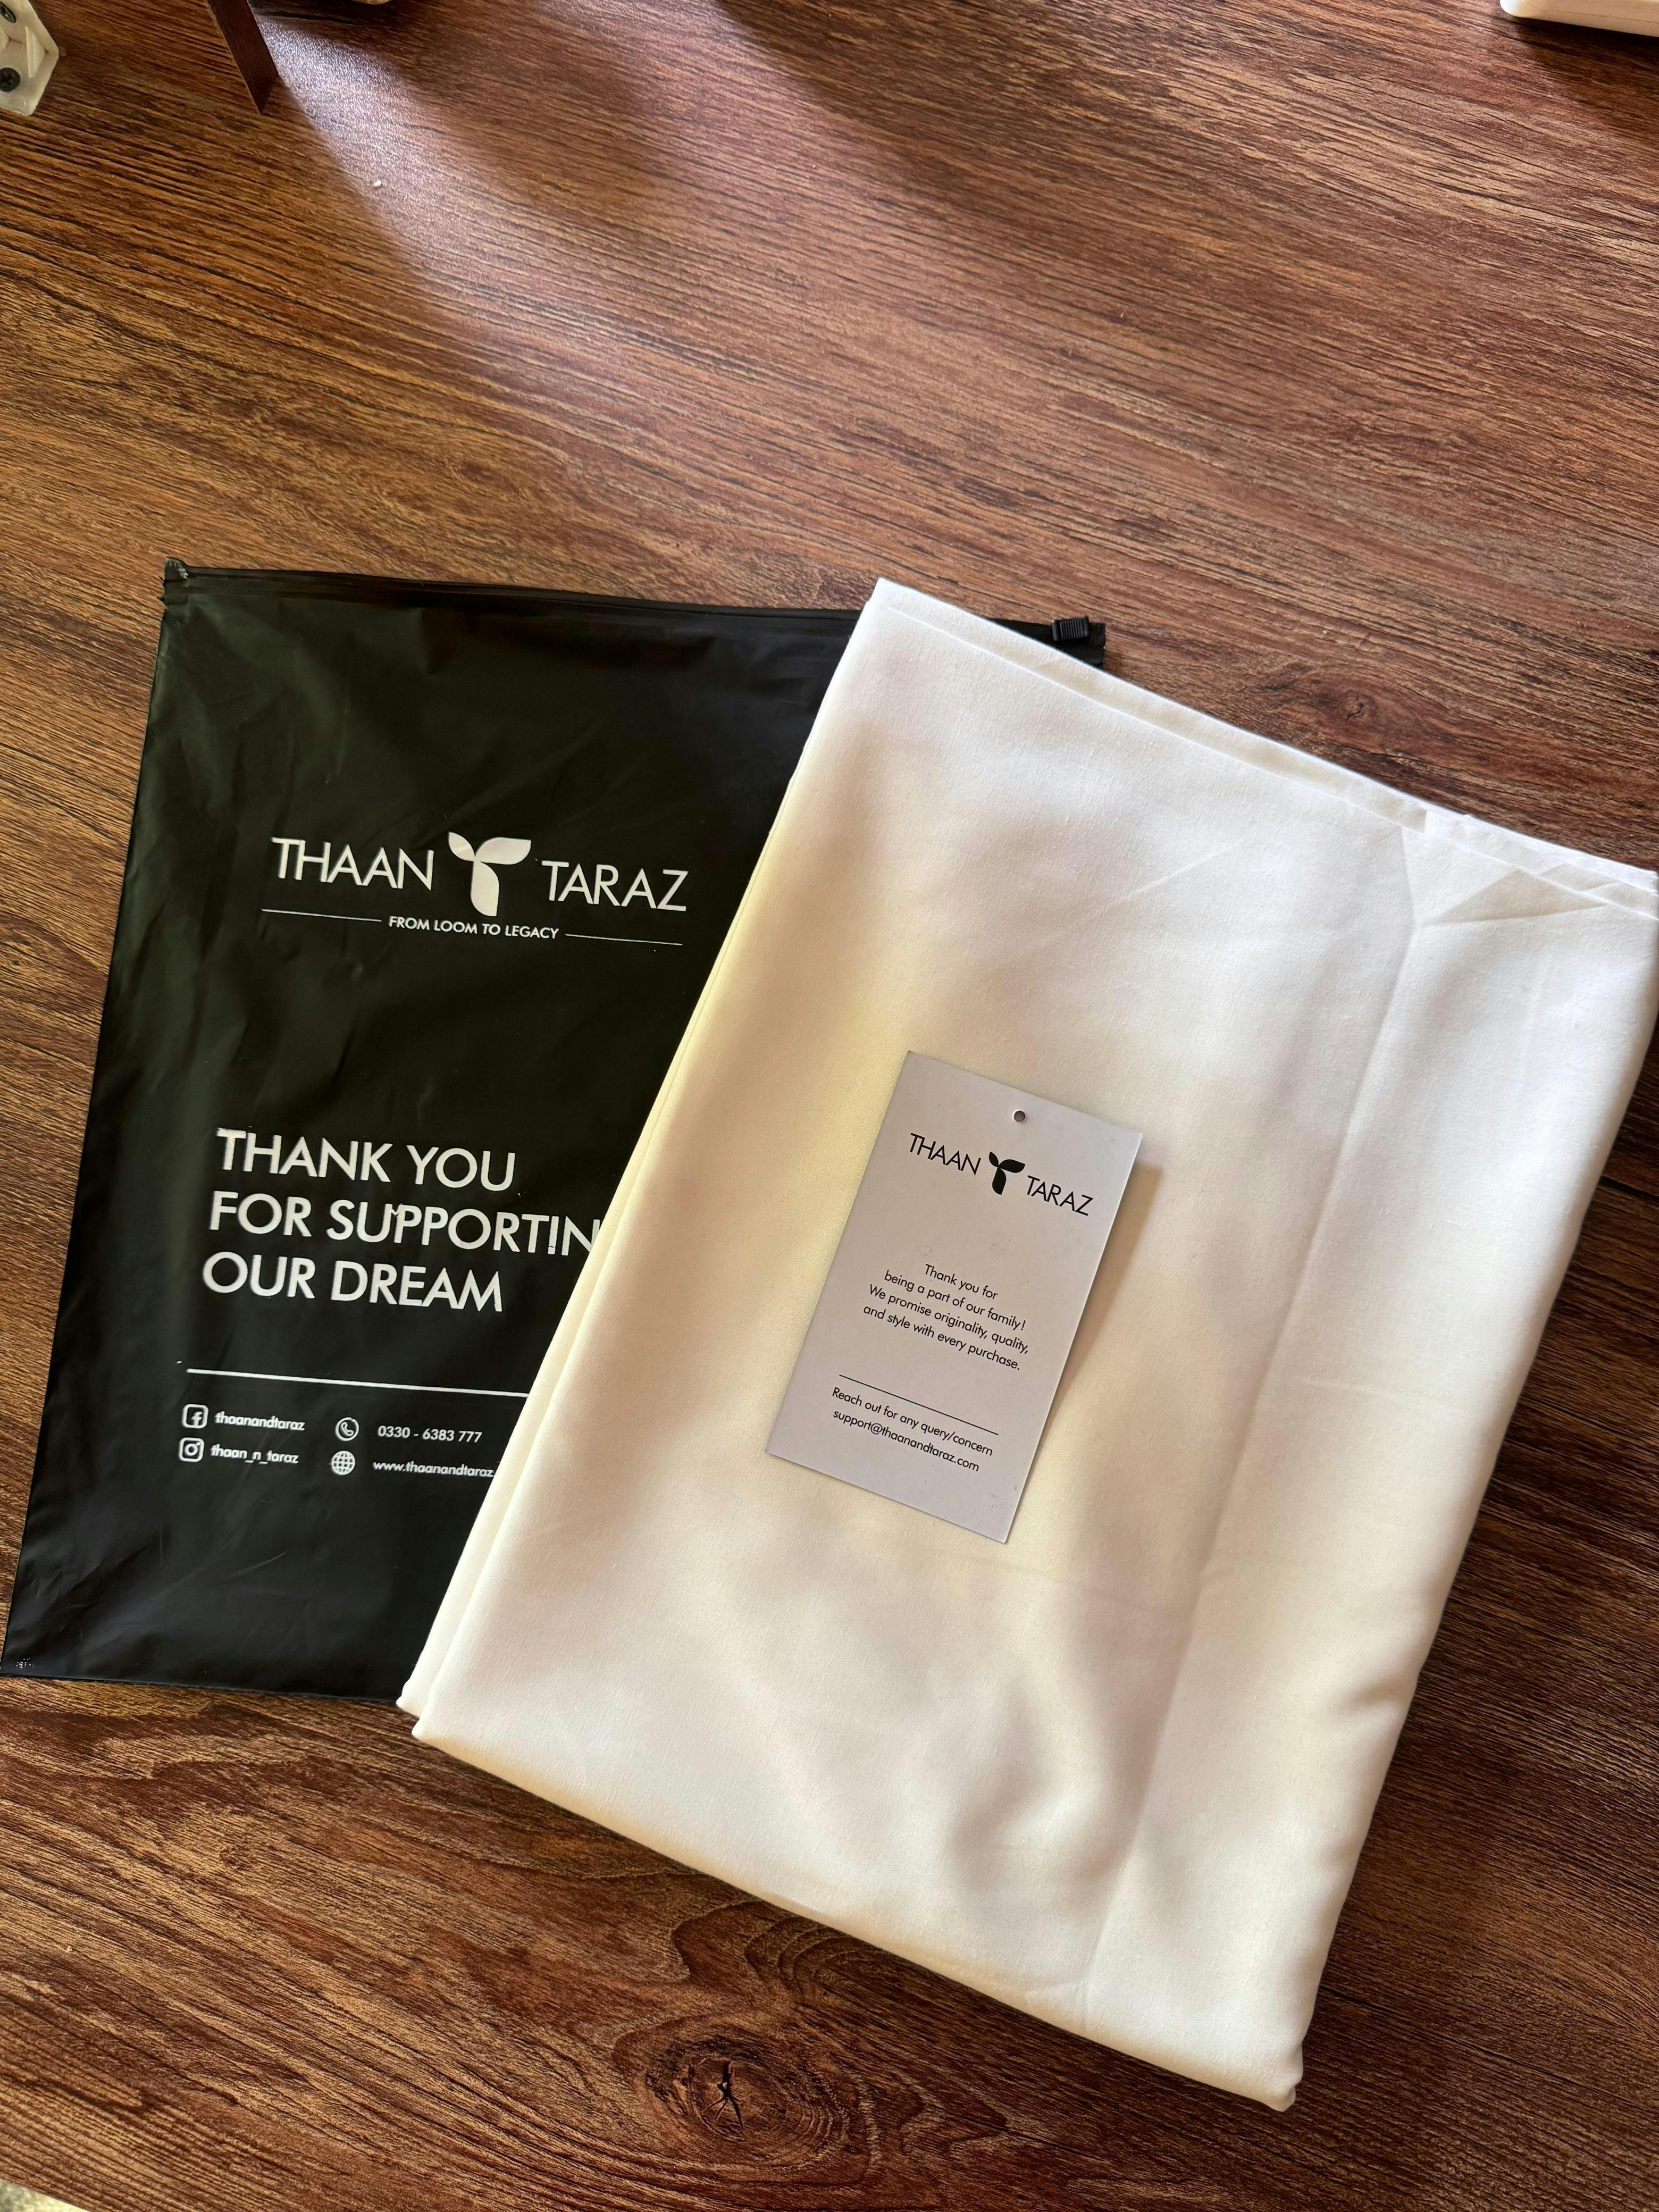 THAAN TARAZ
FROM LOOM TO LEGACY
THANK YOU
FOR SUPPORTIN
OUR DREAM
thaanandtaraz
0330 - 6383 777
thaan_n_taraz
www.thaanandtaraz.
THAAN TARAZ
Thank you for
being a part of our family!
We promise originality, quality,
and style with every purchase.
Reach out for any query/concern
support@thaanandtaraz.com